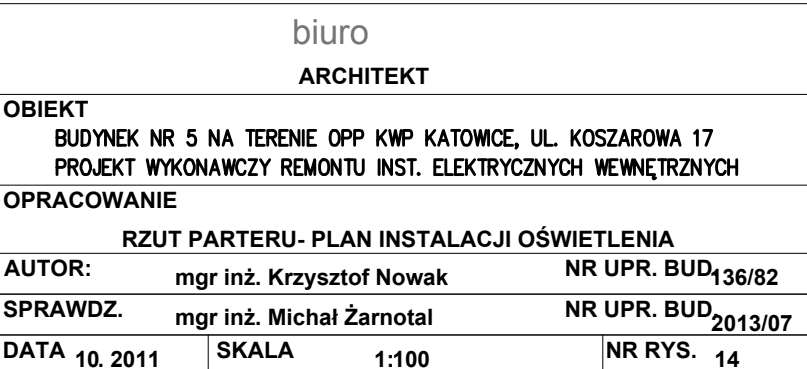 biuro
ARCHITEKT
OBIEKT
BUDYNEK NR 5 NA TERENIE OPP KWP KATOWICE, UL. KOSZAROWA 17
PROJEKT WYKONAWCZY REMONTU INST. ELEKTRYCZNYCH WEWNĘTRZNYCH
OPRACOWANIE
RZUT PARTERU- PLAN INSTALACJI OŚWIETLENIA
AUTOR: mgr inż. Krzysztof Nowak NR UPR. BUD. 136/82
SPRAWDZ. mgr inż. Michał Żarnotal NR UPR. BUD. 2013/07
DATA 10. 2011 SKALA 1:100 NR RYS. 14